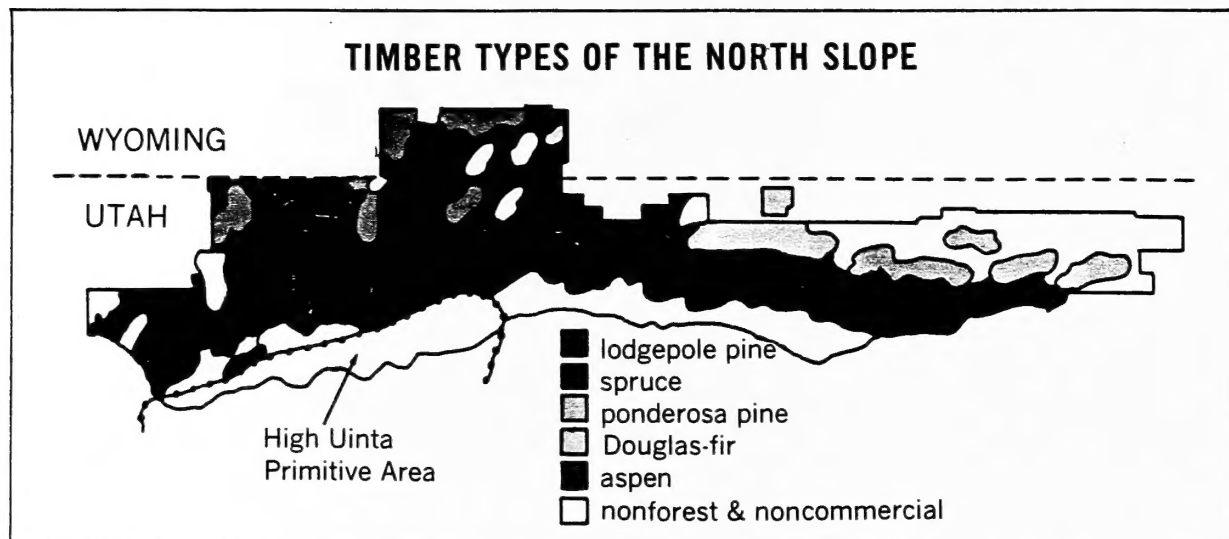 TIMBER TYPES OF THE NORTH SLOPE
WYOMING
UTAH
High Uinta
Primitive Area
lodgepole pine
spruce
ponderosa pine
Douglas-fir
aspen
nonforest & noncommercial